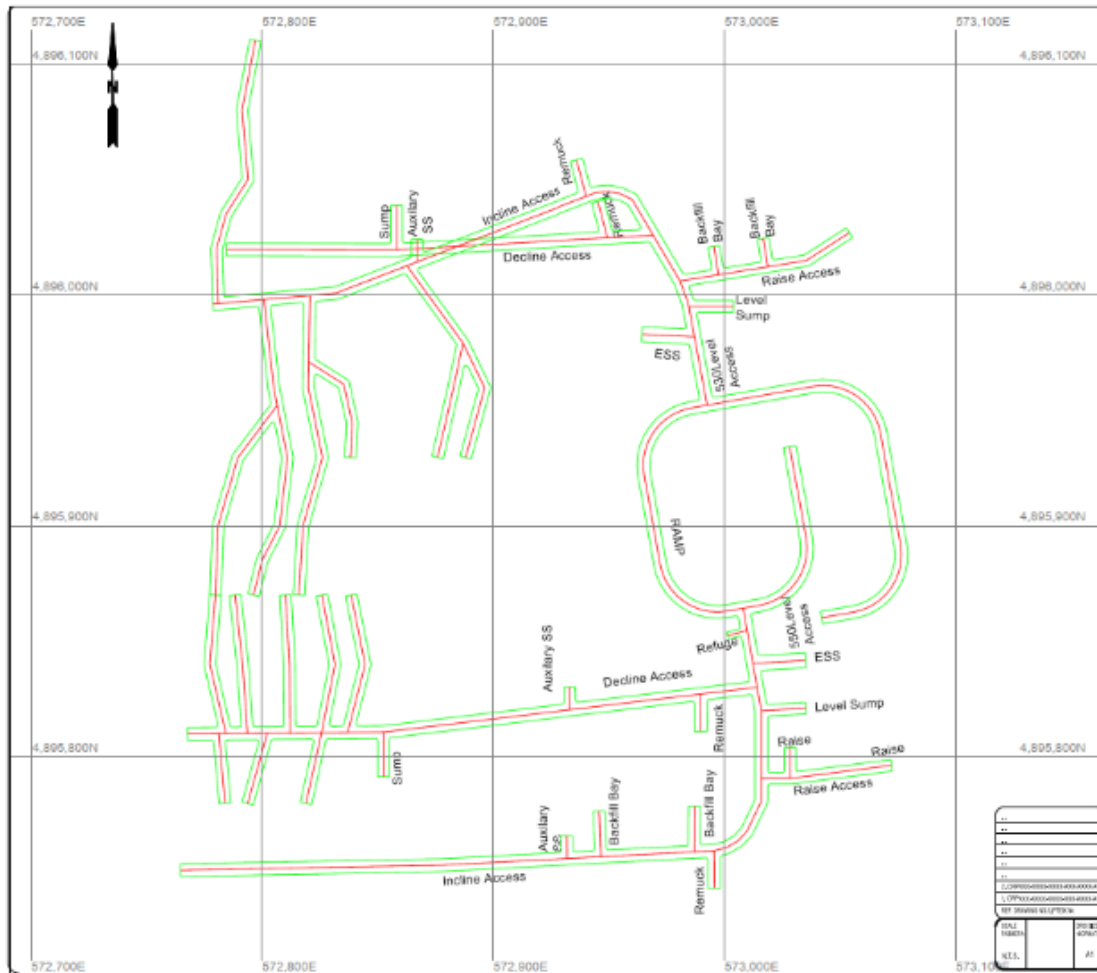 572,700E
572,800E
572,900E
573,000E
573,100E
4,896,100N
4,896,100N
N
Remuck
Incline Access
Sump
Auxilary
SS
Remuck
Backfill
Bay
Backfill
Bay
Decline Access
Raise Access
4,896,000N
4,896,000N
Level
Sump
ESS
530Level
Access
4,895,900N
4,895,900N
RAMP
550Level
Access
Refuge
ESS
Auxilary SS
Decline Access
Level Sump
Remuck
Raise
Raise
4,895,800N
4,895,800N
Sump
Raise Access
Auxilary
SS
Backfill Bay
Backfill Bay
Incline Access
Remuck
N.T.S.
A1
572,700E
572,800E
572,900E
573,000E
573,100E